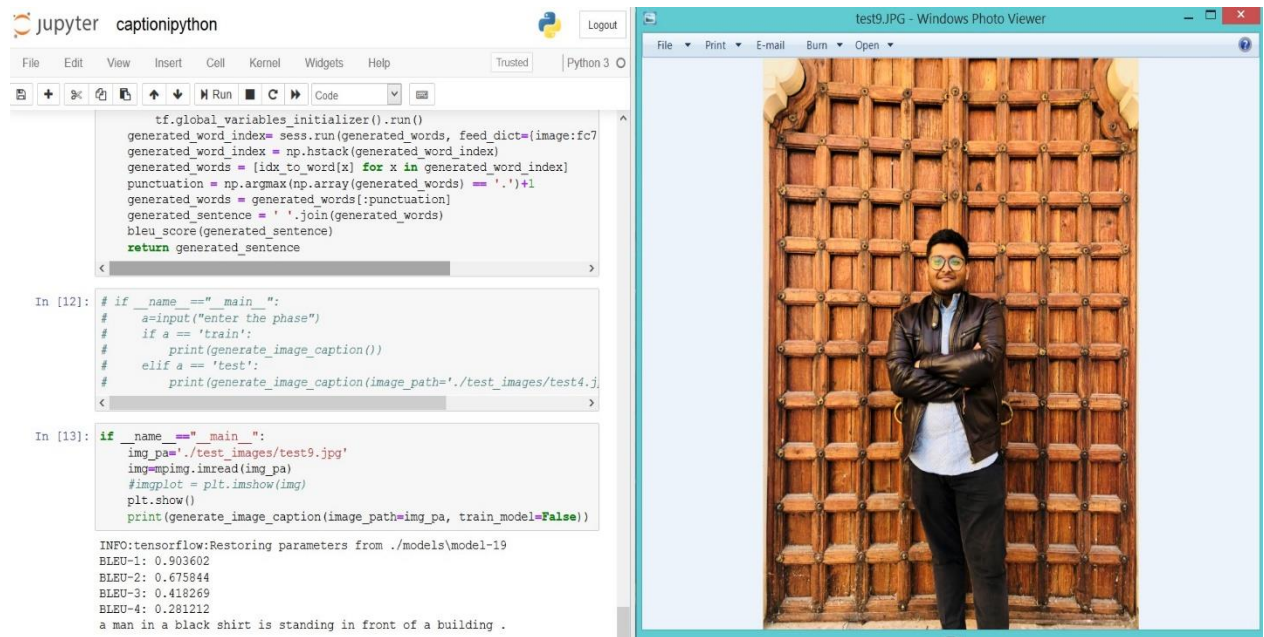 jupyter captionipython
Logout
File Edit View Insert Cell Kernel Widgets Help
Trusted Python 3
Run Code
tf.global_variables_initializer().run()
generated_word_index= sess.run(generated_words, feed_dict={image:fc7
generated_word_index = np.hstack(generated_word_index)
generated_words = [idx_to_word[x] for x in generated_word_index]
punctuation = np.argmax(np.array(generated_words) == '.')+1
generated_words = generated_words[:punctuation]
generated_sentence = ' '.join(generated_words)
bleu_score(generated_sentence)
return generated_sentence
In [12]: # if __name__=="__main__":
# a=input("enter the phase")
# if a == 'train':
# print(generate_image_caption())
# elif a == 'test':
# print(generate_image_caption(image_path='./test_images/test4.j
In [13]: if __name__=="__main__":
img_pa='./test_images/test9.jpg'
img=mpimg.imread(img_pa)
#imgplot = plt.imshow(img)
plt.show()
print(generate_image_caption(image_path=img_pa, train_model=False))
INFO:tensorflow:Restoring parameters from ./models\model-19
BLEU-1: 0.903602
BLEU-2: 0.675844
BLEU-3: 0.418269
BLEU-4: 0.281212
a man in a black shirt is standing in front of a building .
test9.JPG - Windows Photo Viewer
File Print E-mail Burn Open